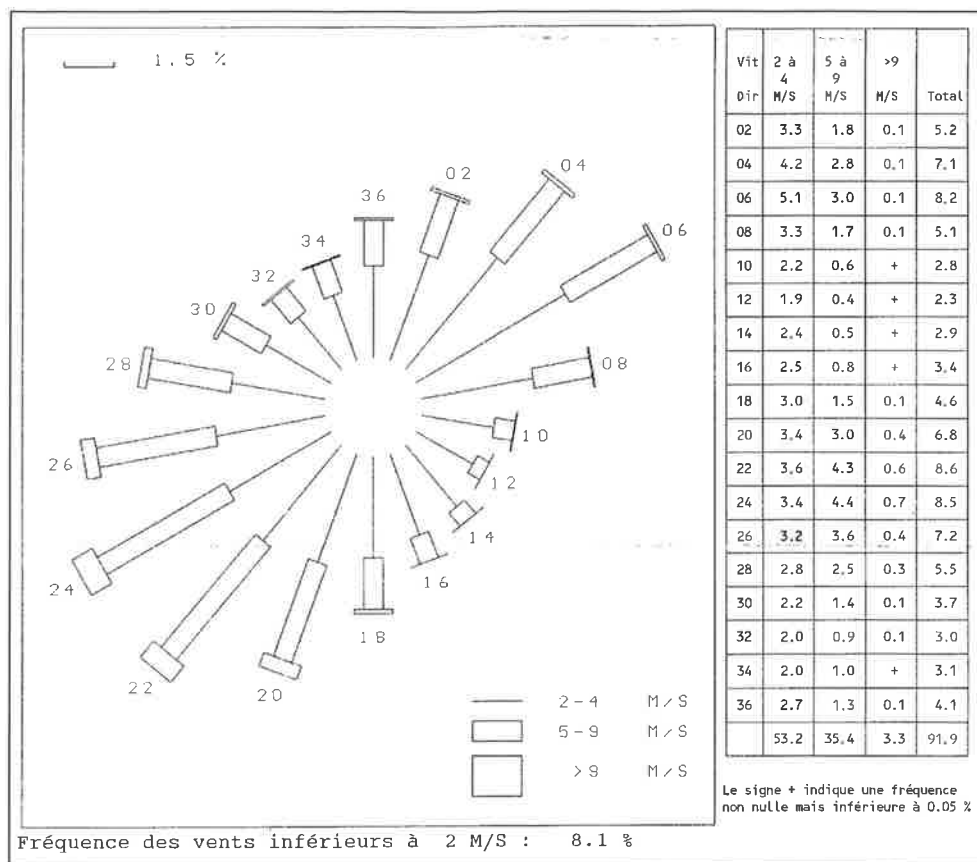 1.5 %
02
04
06
08
10
12
14
16
18
20
22
24
26
28
30
32
34
36
2-4 M/S
5-9 M/S
>9 M/S
Fréquence des vents inférieurs à 2 M/S : 8.1 %
Vit 2 à 5 à >9
4 9
Dir M/S M/S M/S Total
02 3.3 1.8 0.1 5.2
04 4.2 2.8 0.1 7.1
06 5.1 3.0 0.1 8.2
08 3.3 1.7 0.1 5.1
10 2.2 0.6 + 2.8
12 1.9 0.4 + 2.3
14 2.4 0.5 + 2.9
16 2.5 0.8 + 3.4
18 3.0 1.5 0.1 4.6
20 3.4 3.0 0.4 6.8
22 3.6 4.3 0.6 8.6
24 3.4 4.4 0.7 8.5
26 3.2 3.6 0.4 7.2
28 2.8 2.5 0.3 5.5
30 2.2 1.4 0.1 3.7
32 2.0 0.9 0.1 3.0
34 2.0 1.0 + 3.1
36 2.7 1.3 0.1 4.1
53.2 35.4 3.3 91.9
Le signe + indique une fréquence
non nulle mais inférieure à 0.05 %